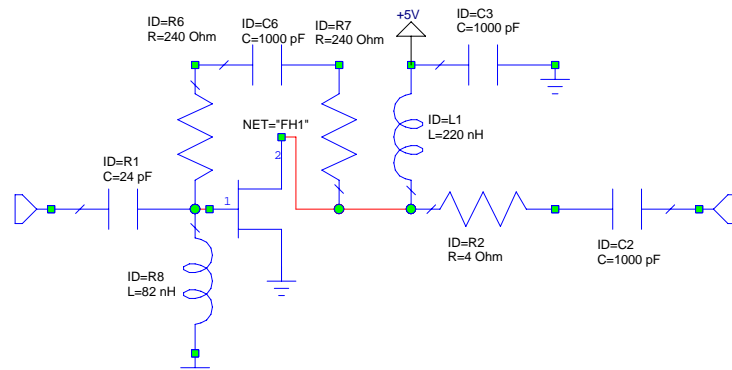 ID=R6
R=240 Ohm
ID=C6
C=1000 pF
ID=R7
R=240 Ohm
+5V
ID=C3
C=1000 pF
NET="FH1"
ID=L1
L=220 nH
2
ID=R1
C=24 pF
1
ID=R2
R=4 Ohm
ID=C2
C=1000 pF
ID=R8
L=82 nH